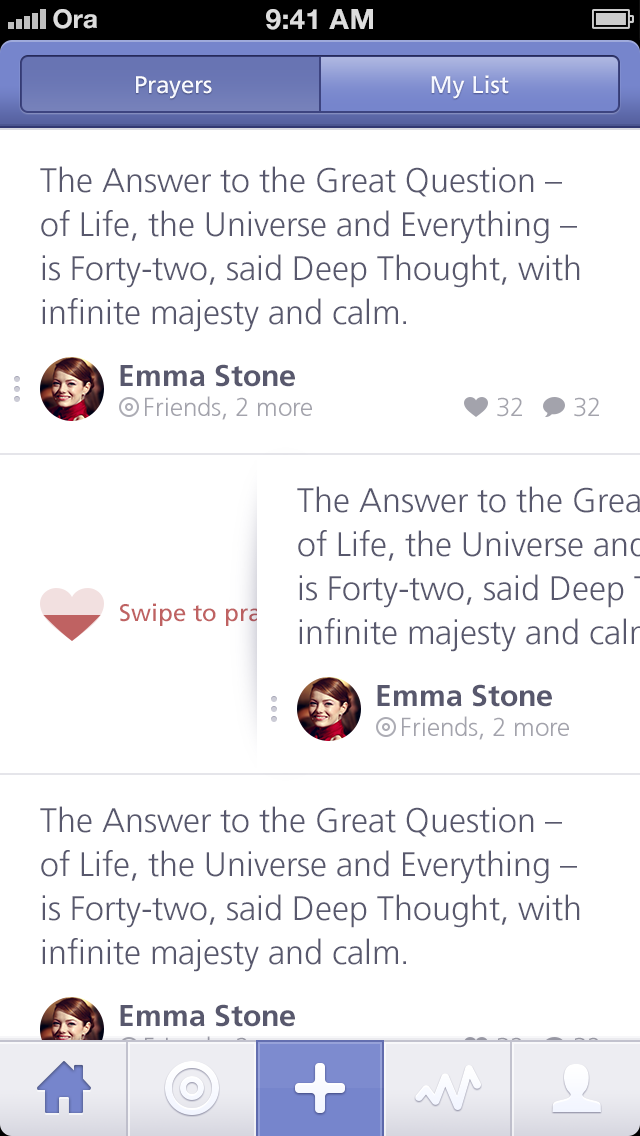 Ora 9:41 AM
Prayers My List
The Answer to the Great Question –
of Life, the Universe and Everything –
is Forty-two, said Deep Thought, with
infinite majesty and calm.
Emma Stone
Friends, 2 more 32 32
The Answer to the Grea
of Life, the Universe and
is Forty-two, said Deep
infinite majesty and calr
Swipe to pra
Emma Stone
Friends, 2 more
The Answer to the Great Question –
of Life, the Universe and Everything –
is Forty-two, said Deep Thought, with
infinite majesty and calm.
Emma Stone